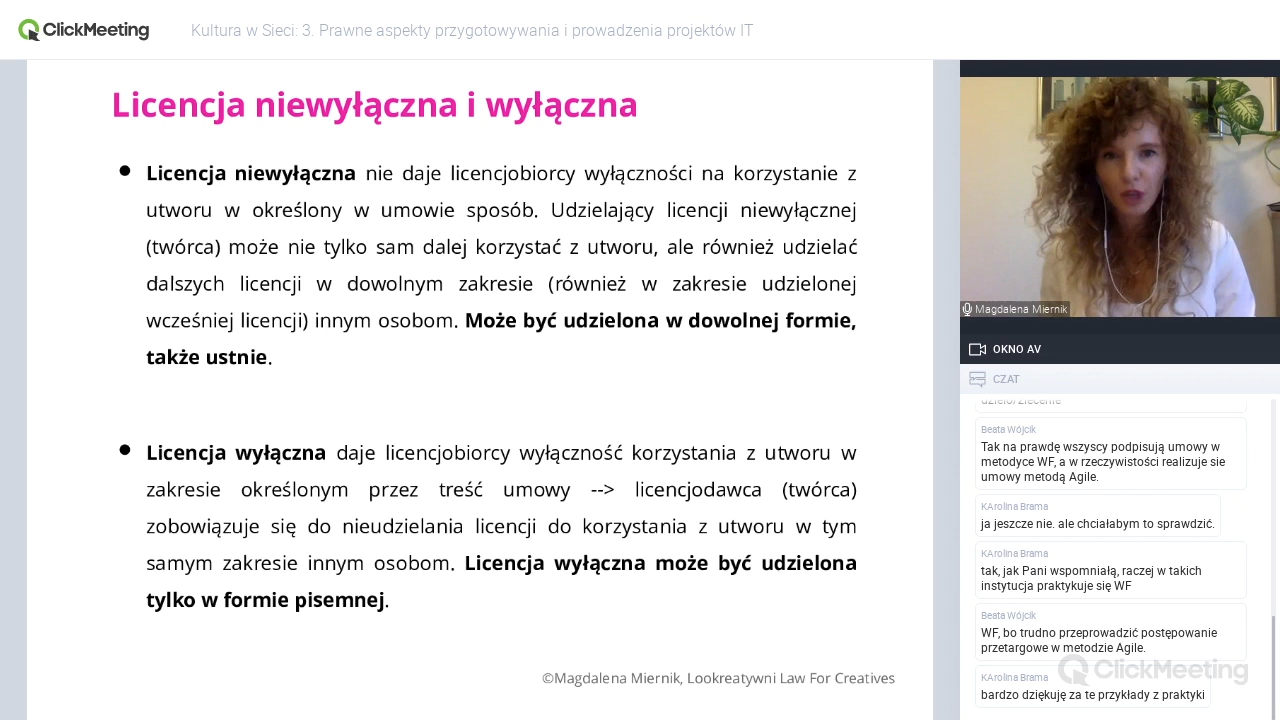 ClickMeeting
Kultura w Sieci: 3. Prawne aspekty przygotowywania i prowadzenia projektów IT
Licencja niewyłączna i wyłączna
Licencja niewyłączna nie daje licencjobiorcy wyłączności na korzystanie z
utworu w określony w umowie sposób. Udzielający licencji niewyłącznej
(twórca) może nie tylko sam dalej korzystać z utworu, ale również udzielać
dalszych licencji w dowolnym zakresie (również w zakresie udzielonej
wcześniej licencji) innym osobom. Może być udzielona w dowolnej formie,
także ustnie.
Licencja wyłączna daje licencjobiorcy wyłączność korzystania z utworu w
zakresie określonym przez treść umowy --> licencjodawca (twórca)
zobowiązuje się do nieudzielania licencji do korzystania z utworu w tym
samym zakresie innym osobom. Licencja wyłączna może być udzielona
tylko w formie pisemnej.
©Magdalena Miernik, Lookreatywni Law For Creatives
Magdalena Miernik
OKNO AV
CZAT
dzieło/zlecenie
Beata Wójcik
Tak na prawdę wszyscy podpisują umowy w
metodyce WF, a w rzeczywistości realizuje sie
umowy metodą Agile.
KArolina Brama
ja jeszcze nie. ale chciałabym to sprawdzić.
KArolina Brama
tak, jak Pani wspomniałą, raczej w takich
instytucja praktykuje się WF
Beata Wójcik
WF, bo trudno przeprowadzić postępowanie
przetargowe w metodzie Agile.
KArolina Brama
bardzo dziękuję za te przykłady z praktyki
ClickMeeting